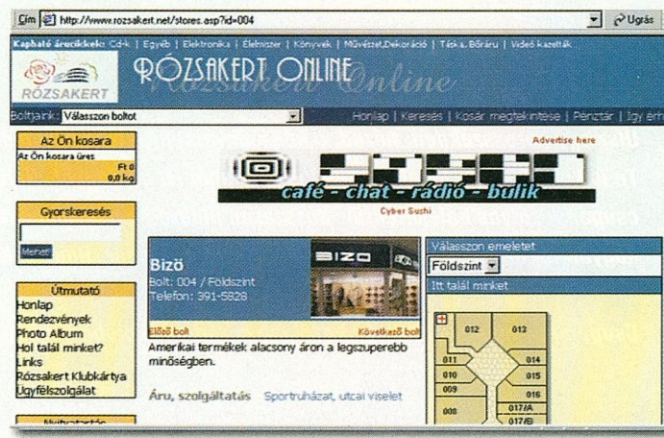 Cím http://www.rozsakert.net/stores.asp?id=004 Ugrás
Kapható árucikkek: Cd-k | Egyéb | Elektronika | Élelmiszer | Könyvek | Művészet,Dekoráció | Táska, Bőráru | Videó kazetták
RÓZSAKERT
RÓZSAKERT ONLINE
Rózsakert Online
Boltjaink: Válasszon boltot
Honlap | Keresés | Kosár megtekintése | Pénztár | Így
Az Ön kosara
Az Ön kosara üres
Ft 0
0,0 kg
Advertise here
café - chat - rádió - bulik
Cyber Sushi
Gyorskeresés
Mehet!
Bizö
Bolt: 004 / Földszint
Telefon: 391-5828
BIZO
Előző bolt
Következő bolt
Amerikai termékek alacsony áron a legszuperebb
minőségben.
Áru, szolgáltatás Sportruházat, utcai viselet
Válasszon emeletet
Földszint
Itt talál minket
012
013
011
014
010
015
009
016
008
017/A
017/B
Útmutató
Honlap
Rendezvények
Photo Album
Hol talál minket?
Links
Rózsakert Klubkártya
Ügyfélszolgálat